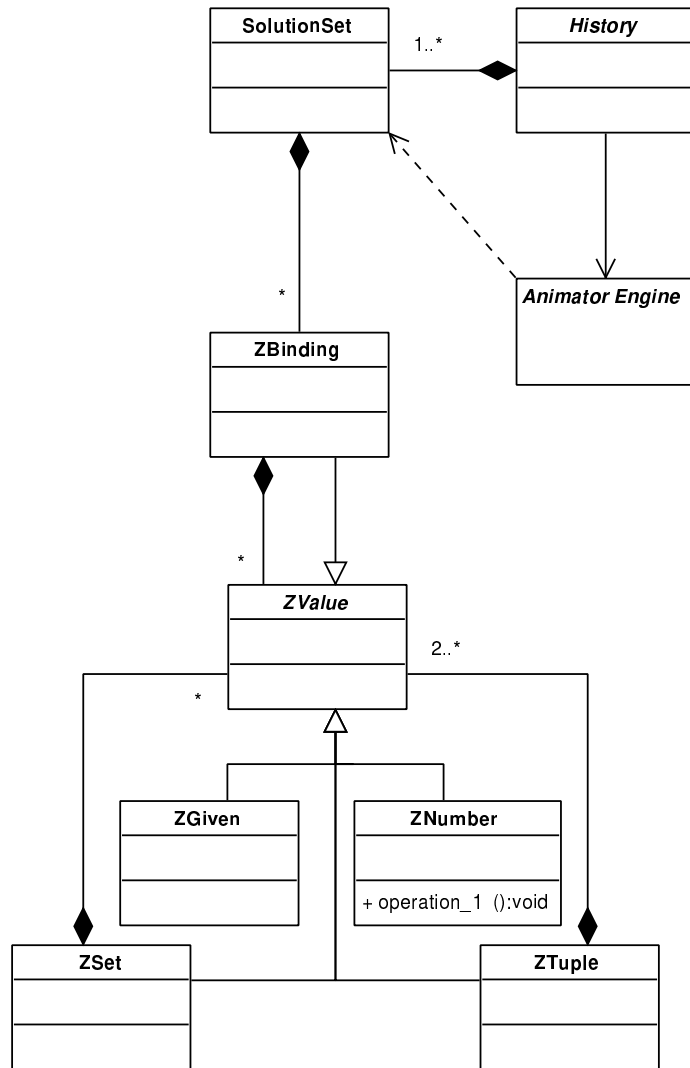 SolutionSet
1..*
History
*
Animator Engine
ZBinding
*
ZValue
2..*
*
ZGiven
ZNumber
+ operation_1 ():void
ZSet
ZTuple